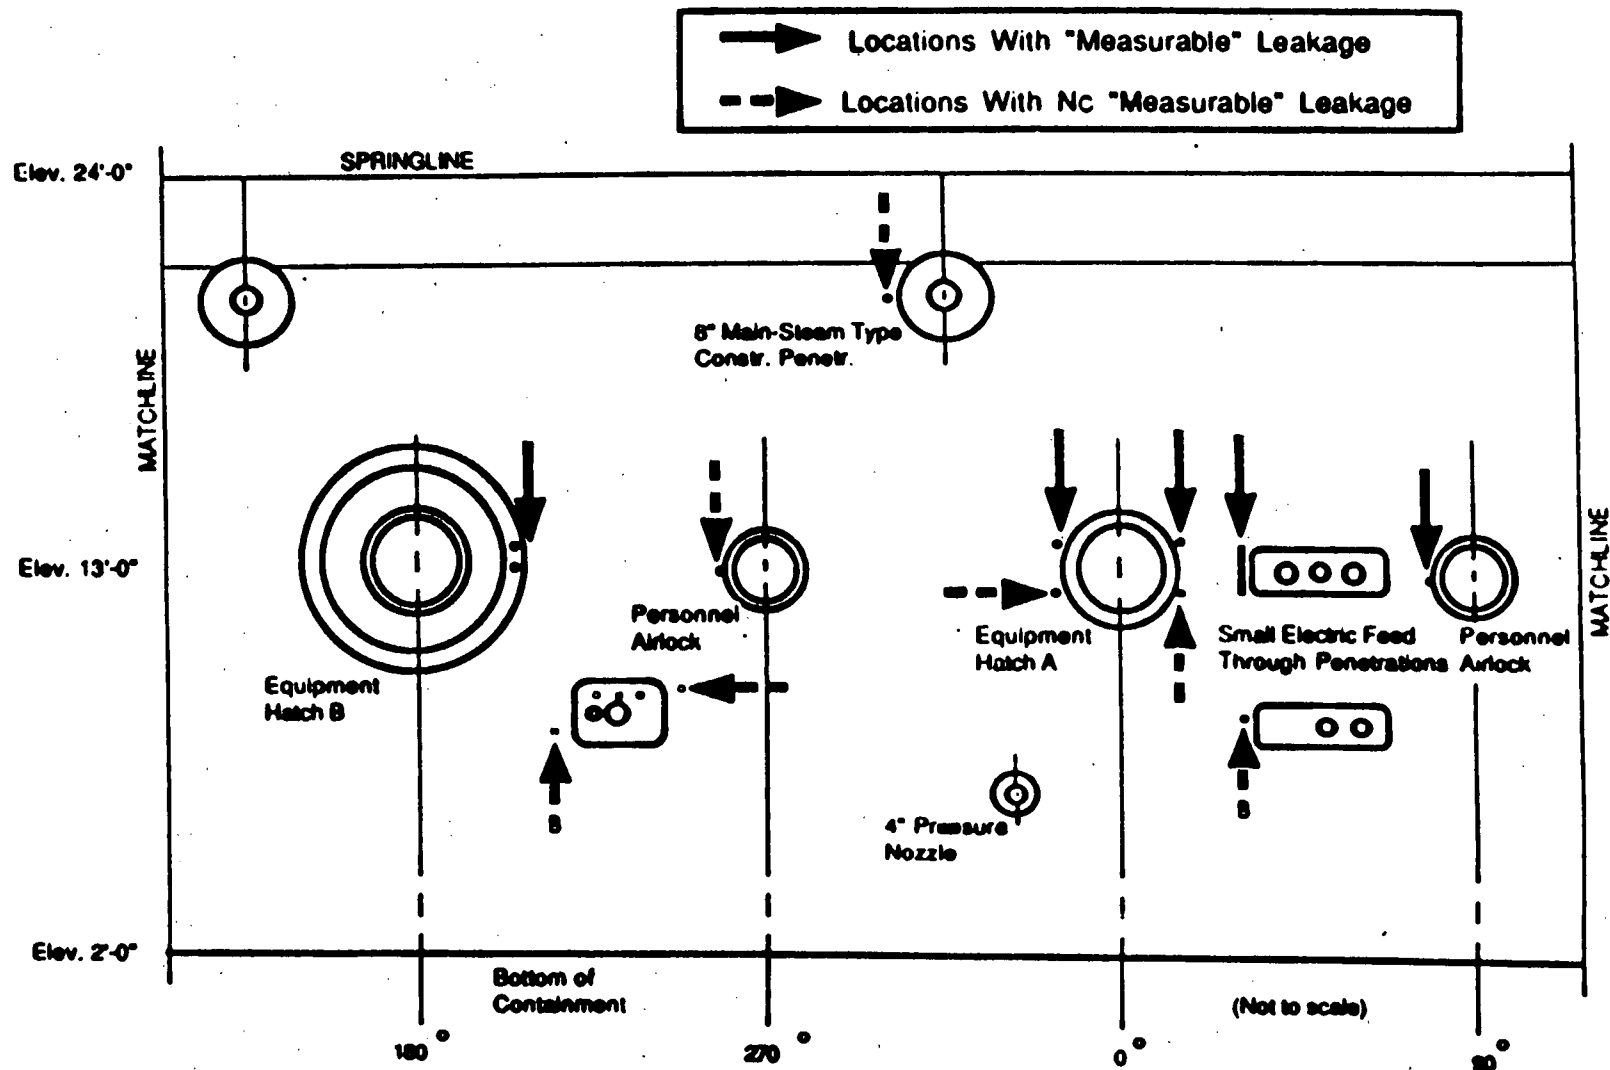 Locations With "Measurable" Leakage
Locations With Nc "Measurable" Leakage
Elev. 24'-0"
SPRINGLINE
8" Main-Steam Type
Constr. Penetr.
MATCHLINE
MATCHLINE
Elev. 13'-0"
Personnel
Airlock
Equipment
Hatch A
Small Electric Feed
Through Penetrations
Personnel
Airlock
Equipment
Hatch B
B
B
4" Pressure
Nozzle
Elev. 2'-0"
Bottom of
Containment
(Not to scale)
180°
270°
0°
90°